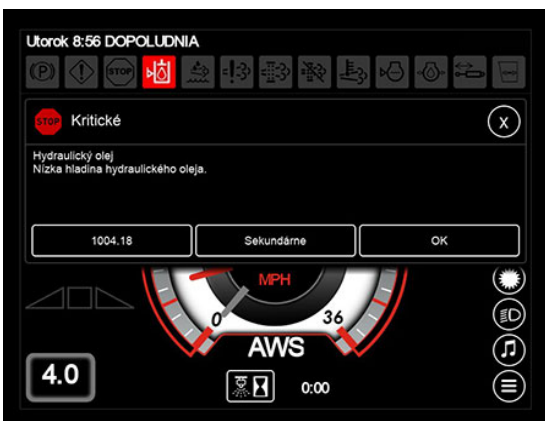 Utorok 8:56 DOPOLUDNIA
(P) STOP
STOP Kritické X
Hydraulický olej
Nízka hladina hydraulického oleja.
1004.18 Sekundárne OK
MPH
0 36
AWS
4.0 0:00